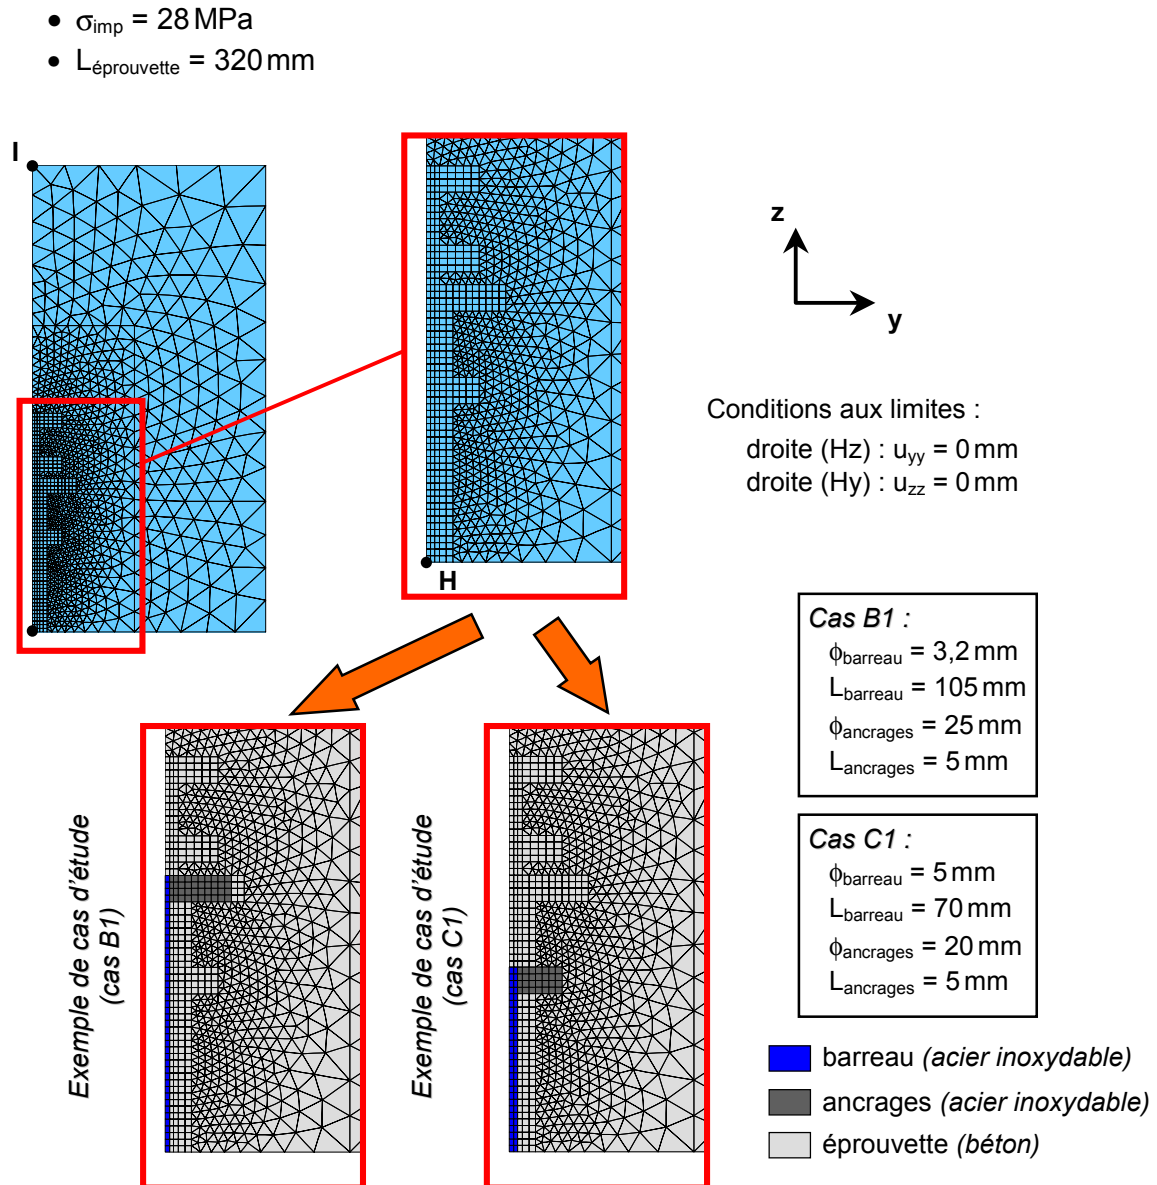 • σimp = 28 MPa
• Léprouvette = 320 mm
I
z
y
H
Conditions aux limites :
droite (Hz) : uyy = 0 mm
droite (Hy) : uzz = 0 mm
Cas B1 :
ϕbarreau = 3,2 mm
Lbarreau = 105 mm
ϕancrages = 25 mm
Lancrages = 5 mm
Cas C1 :
ϕbarreau = 5 mm
Lbarreau = 70 mm
ϕancrages = 20 mm
Lancrages = 5 mm
Exemple de cas d'étude
(cas B1)
Exemple de cas d'étude
(cas C1)
barreau (acier inoxydable)
ancrages (acier inoxydable)
éprouvette (béton)